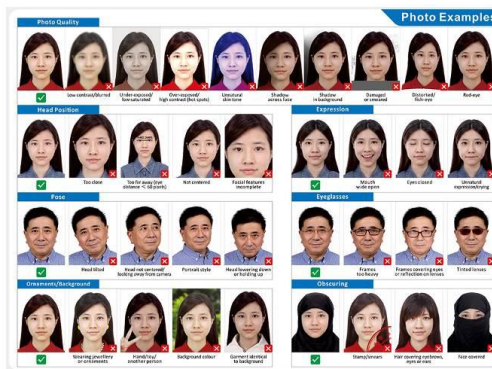 Photo Examples
Photo Quality
Low contrast/blurred
Under-exposed/
low-saturated
Over-exposed/
high contrast (hot spots)
Unnatural
skin tone
Shadow
across face
Shadow
in background
Damaged
or smeared
Distorted/
fish-eye
Red-eye
Head Position
Too close
Too far away (eye
distance < 60 pixels)
Not centered
Facial features
incomplete
Expression
Mouth
wide open
Eyes closed
Unnatural
expression/crying
Pose
Head tilted
Head not centered/
looking away from camera
Portrait style
Head lowering down
or holding up
Eyeglasses
Frames
too heavy
Frames covering eyes
or reflection on lenses
Tinted lenses
Ornaments/Background
Wearing jewellery
or ornaments
Hand/toy/
another person
Background colour
Garment identical
to background
Obscuring
Stamp/smears
Hair covering eyebrows,
eyes or ears
Face covered